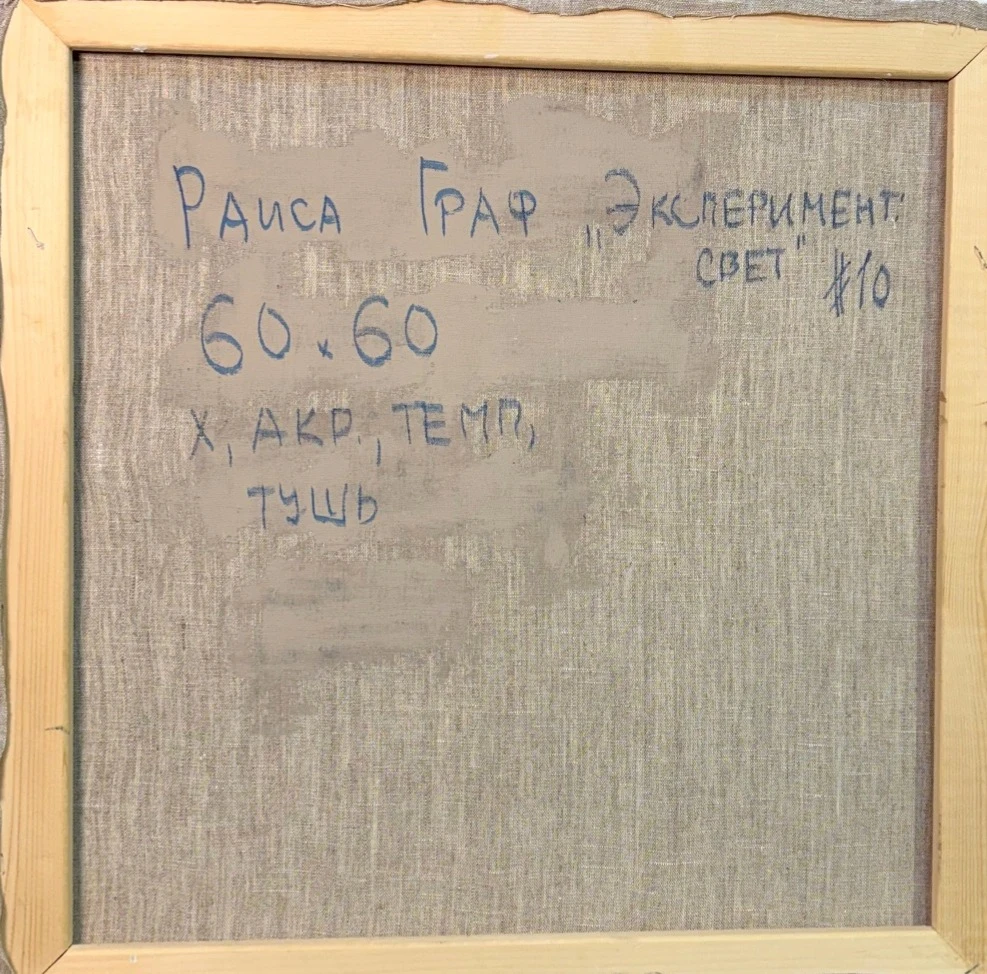 Раиса Граф „Эксперимент:
свет" #10
60×60
х, акр., темп,
тушь